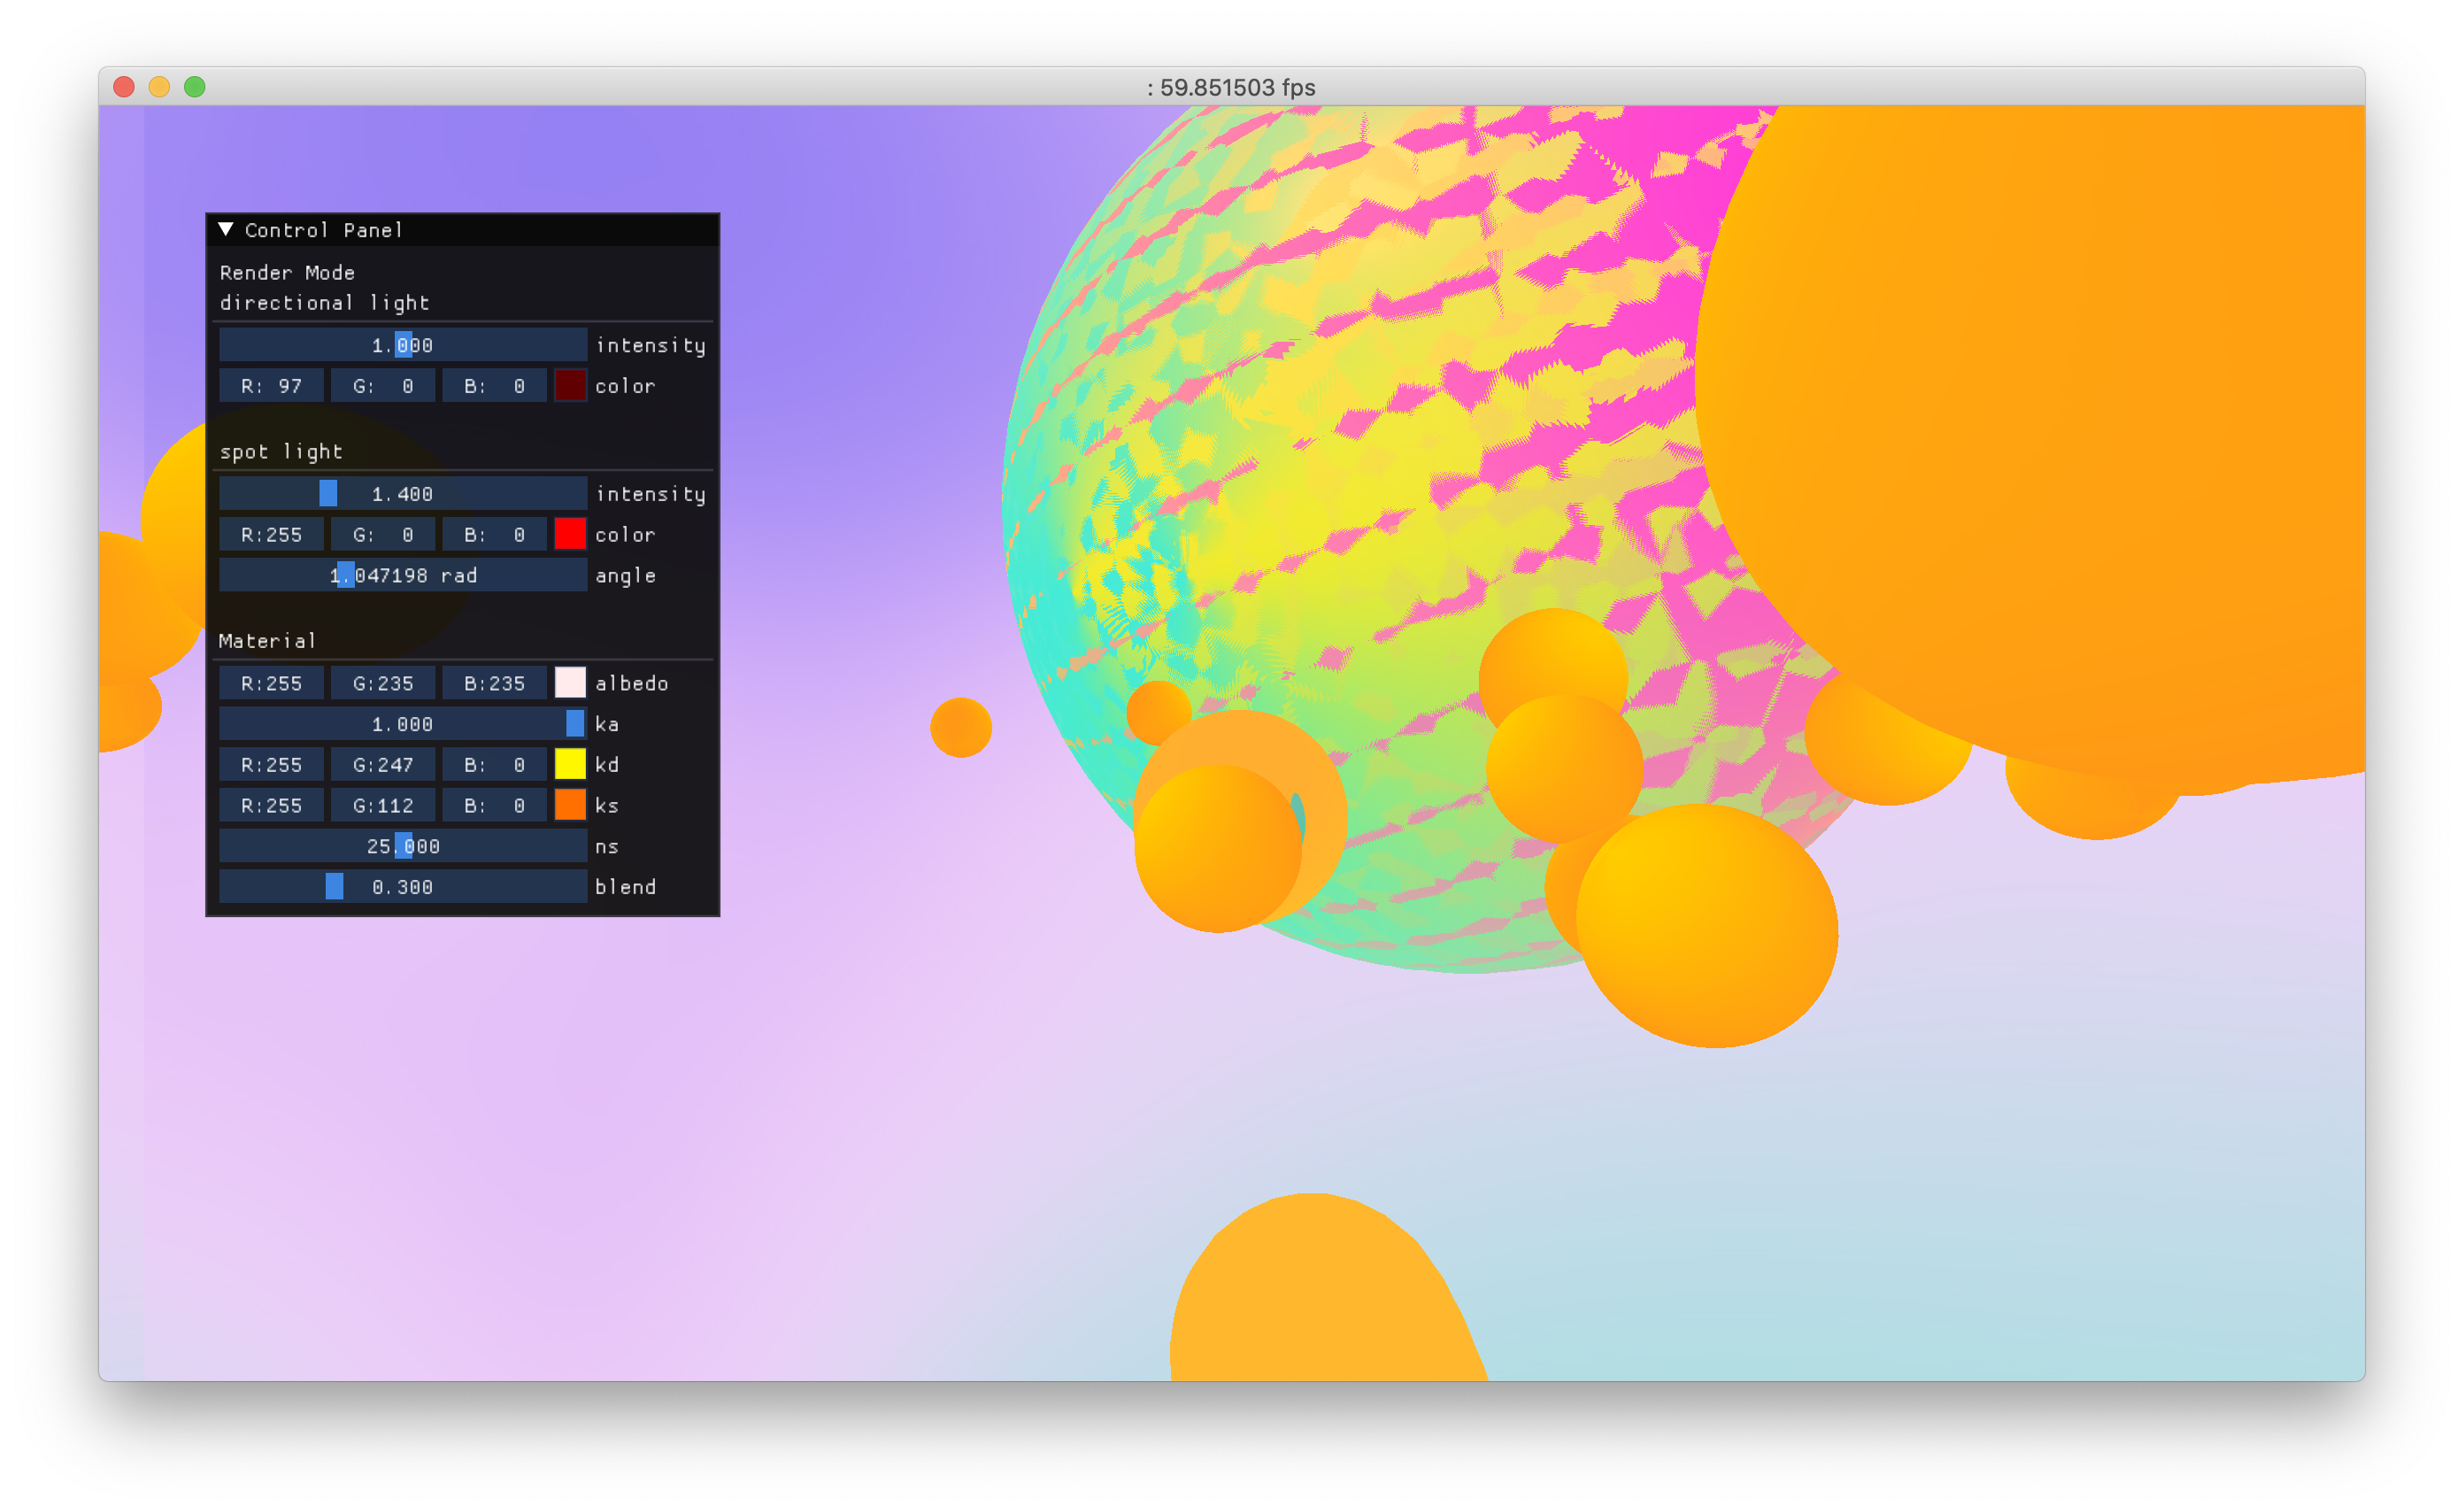 : 59.851503 fps
Control Panel
Render Mode
directional light
1.000 intensity
R: 97 G: 0 B: 0 color
spot light
1.400 intensity
R:255 G: 0 B: 0 color
1.047198 rad angle
Material
R:255 G:235 B:235 albedo
1.000 ka
R:255 G:247 B: 0 kd
R:255 G:112 B: 0 ks
25.000 ns
0.300 blend